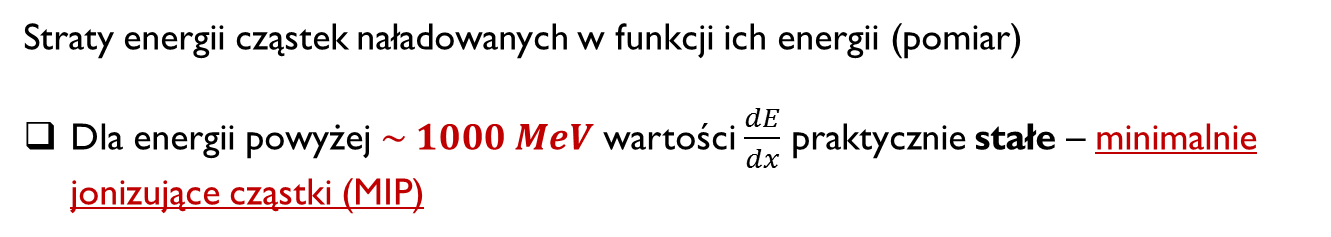 Straty energii cząstek naładowanych w funkcji ich energii (pomiar)
❑ Dla energii powyżej ~ 1000 MeV wartości dE/dx praktycznie stałe – minimalnie
jonizujące cząstki (MIP)